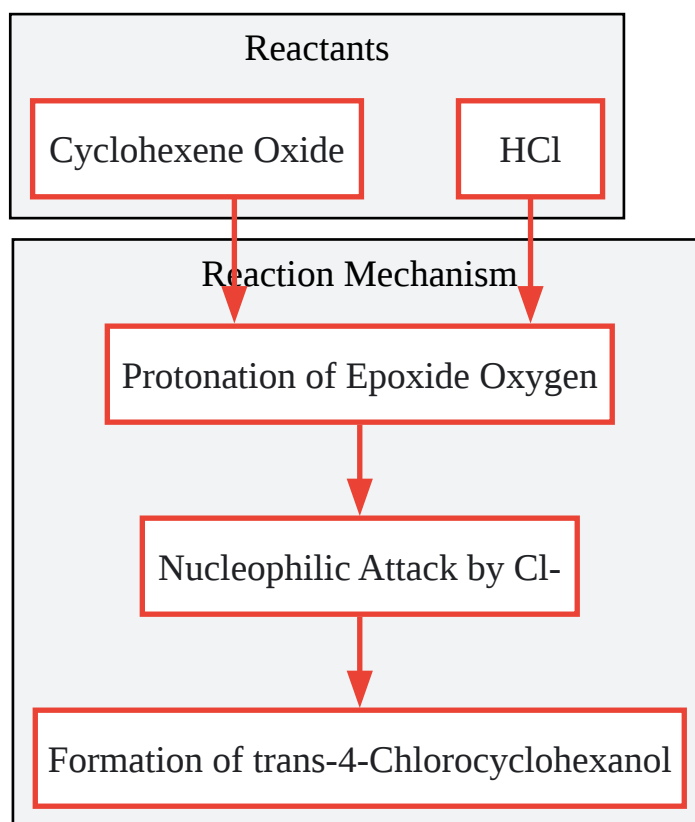 Reactants
Cyclohexene Oxide
HCl
Reaction Mechanism
Protonation of Epoxide Oxygen
Nucleophilic Attack by Cl-
Formation of trans-4-Chlorocyclohexanol